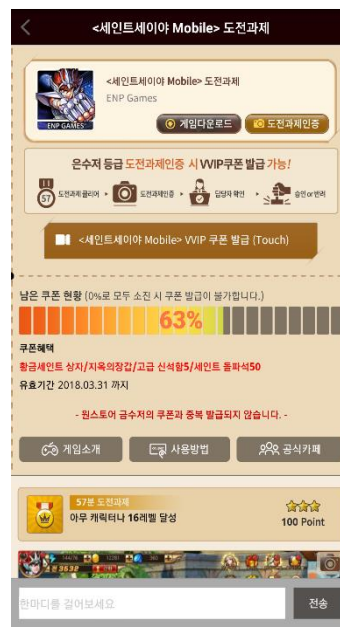 <세인트세이야 Mobile> 도전과제
<세인트세이야 Mobile> 도전과제
ENP Games
ENP GAMES
게임다운로드
도전과제인증
은수저 등급 도전과제인증 시 VVIP쿠폰 발급 가능!
57
도전과제클리어 ▸ 도전과제인증 ▸ 담당자 확인 ▸ 승인 or 반려
<세인트세이야 Mobile> VVIP 쿠폰 발급 (Touch)
남은 쿠폰 현황 (0%로 모두 소진 시 쿠폰 발급이 불가합니다.)
63%
쿠폰혜택
황금세인트 상자/지옥의장갑/고급 신석함5/세인트 돌파석50
유효기간 2018.03.31 까지
- 원스토어 금수저의 쿠폰과 중복 발급되지 않습니다. -
게임소개
사용방법
공식카페
57분 도전과제
아무 캐릭터나 16레벨 달성
100 Point
3638
한마디를 걸어보세요
전송